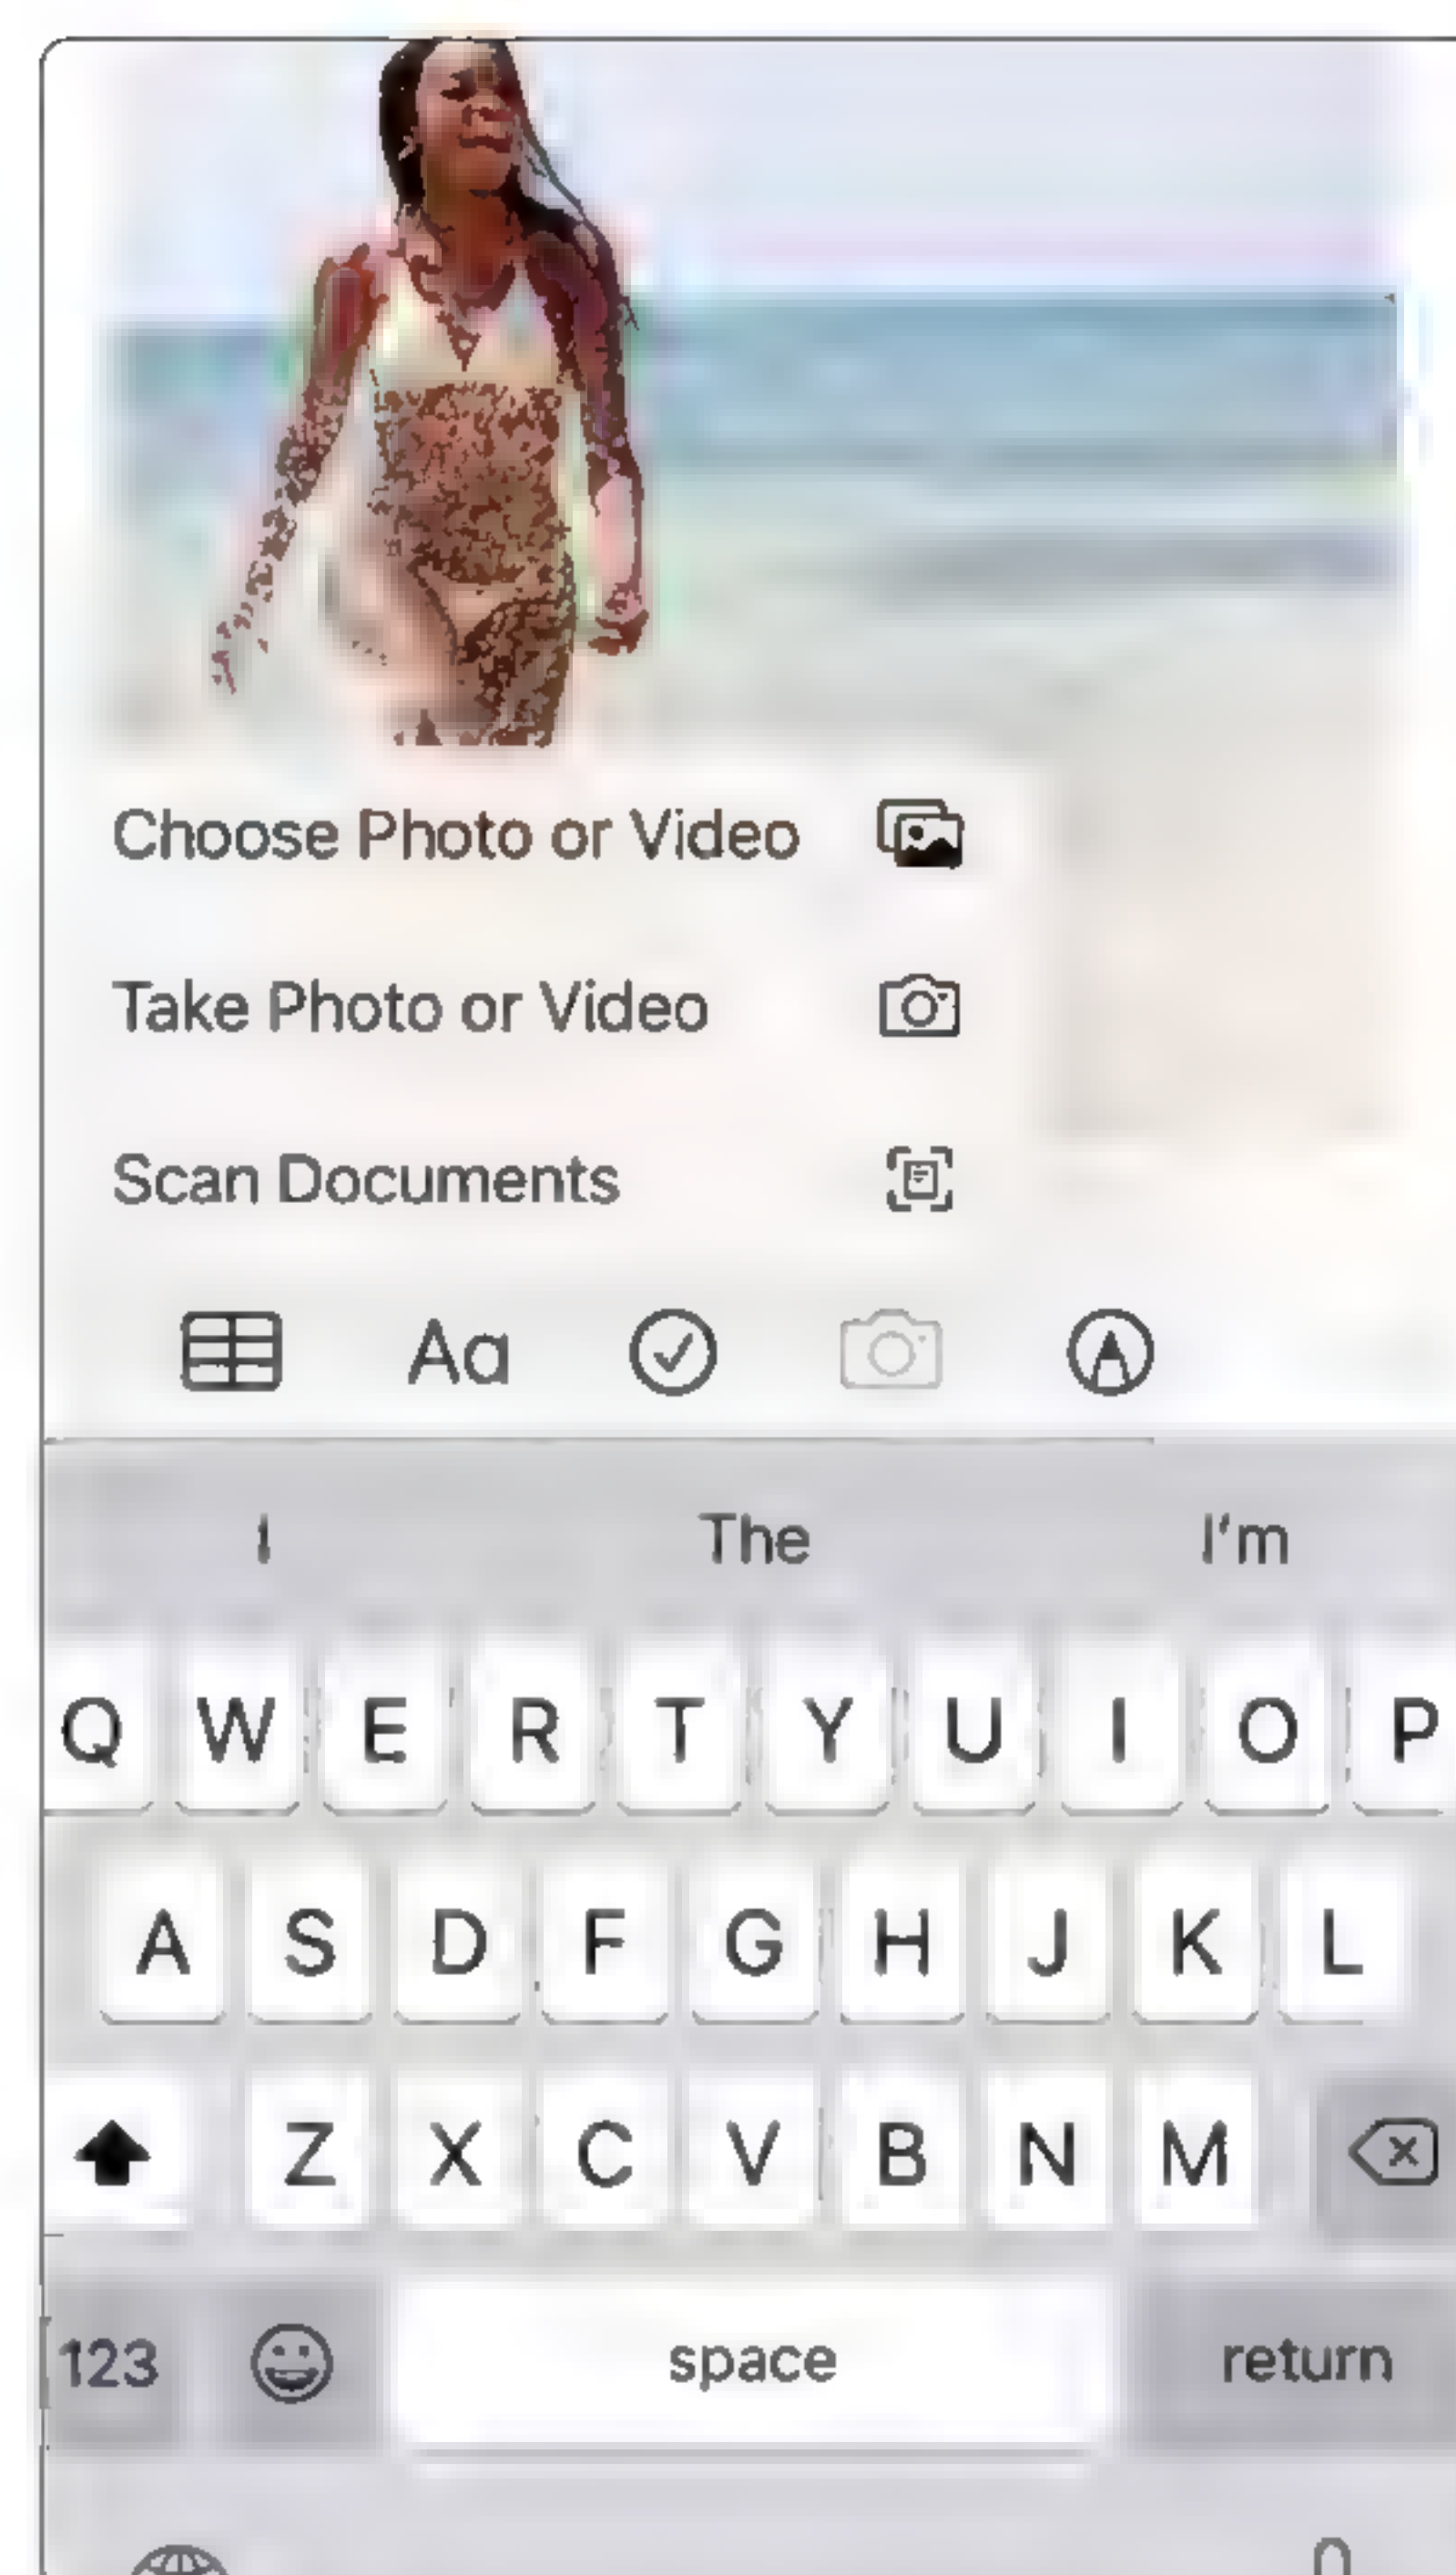 Choose Photo or Video
Take Photo or Video
Scan Documents
Aa
I The I'm
Q W E R T Y U I O P
A S D F G H J K L
Z X C V B N M
123 space return